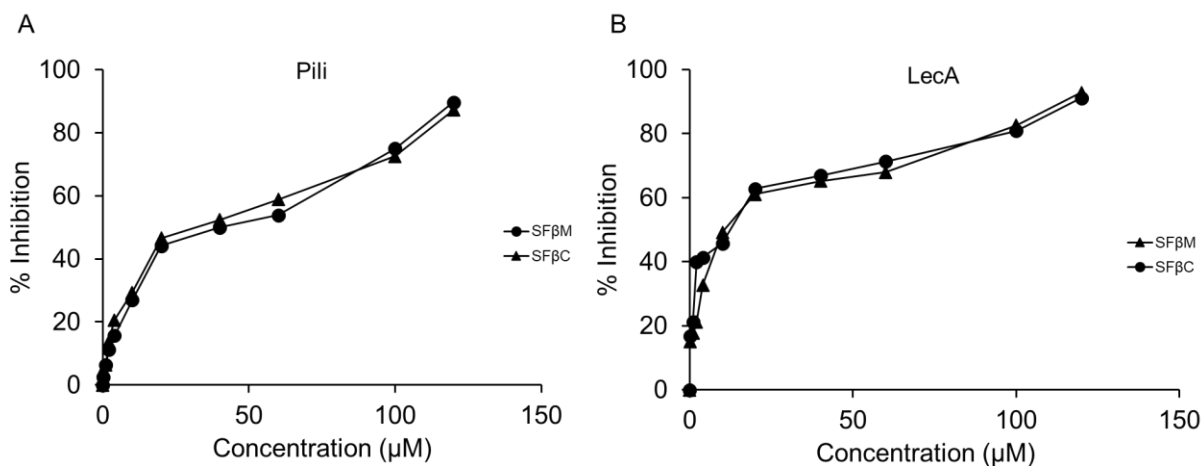 A
Pili
100
80
60
40
20
0
% Inhibition
0 50 100 150
Concentration (µM)
SFβM
SFβC
B
LecA
100
80
60
40
20
0
% Inhibition
0 50 100 150
Concentration (µM)
SFβM
SFβC